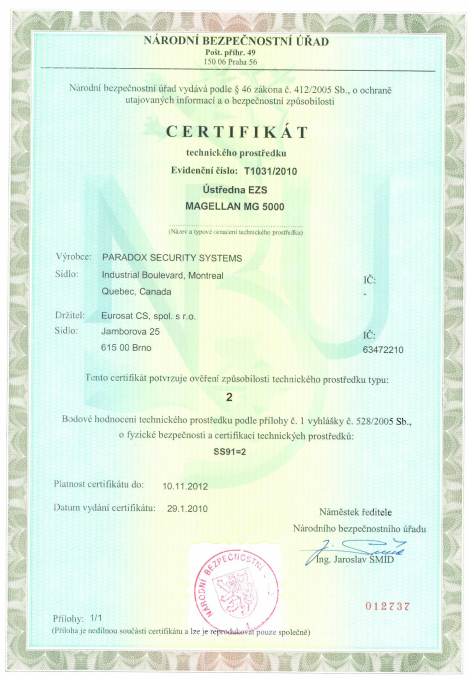 NÁRODNÍ BEZPEČNOSTNÍ ÚŘAD
Pošt. přihr. 49
150 06 Praha 56
Národní bezpečnostní úřad vydává podle § 46 zákona č. 412/2005 Sb., o ochraně
utajovaných informací a o bezpečnostní způsobilosti
CERTIFIKÁT
technického prostředku
Evidenční číslo: T1031/2010
Ústředna EZS
MAGELLAN MG 5000
(Název a typové označení technického prostředku)
Výrobce: PARADOX SECURITY SYSTEMS
Sídlo: Industrial Boulevard, Montreal IČ:
Quebec, Canada -
Držitel: Eurosat CS, spol. s r.o.
Sídlo: Jamborova 25 IČ:
615 00 Brno 63472210
Tento certifikát potvrzuje ověření způsobilosti technického prostředku typu:
2
Bodové hodnocení technického prostředku podle přílohy č. 1 vyhlášky č. 528/2005 Sb.,
o fyzické bezpečnosti a certifikaci technických prostředků:
SS91=2
Platnost certifikátu do: 10.11.2012
Datum vydání certifikátu: 29.1.2010
Náměstek ředitele
Národního bezpečnostního úřadu
Ing. Jaroslav ŠMÍD
NÁRODNÍ BEZPEČNOSTNÍ
1
012737
Přílohy: 1/1
(Příloha je nedílnou součástí certifikátu a lze je reprodukovat pouze společně)